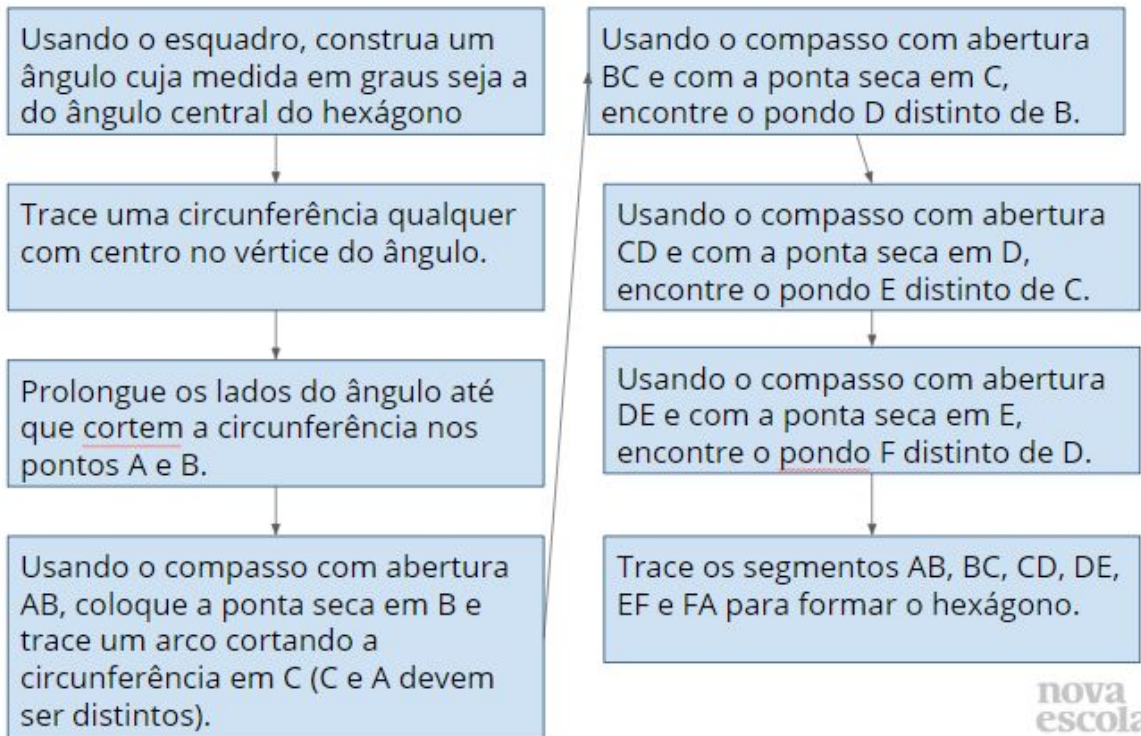 Usando o esquadro, construa um
ângulo cuja medida em graus seja a
do ângulo central do hexágono
Trace uma circunferência qualquer
com centro no vértice do ângulo.
Prolongue os lados do ângulo até
que cortem a circunferência nos
pontos A e B.
Usando o compasso com abertura
AB, coloque a ponta seca em B e
trace um arco cortando a
circunferência em C (C e A devem
ser distintos).
Usando o compasso com abertura
BC e com a ponta seca em C,
encontre o pondo D distinto de B.
Usando o compasso com abertura
CD e com a ponta seca em D,
encontre o pondo E distinto de C.
Usando o compasso com abertura
DE e com a ponta seca em E,
encontre o pondo F distinto de D.
Trace os segmentos AB, BC, CD, DE,
EF e FA para formar o hexágono.
nova
escola